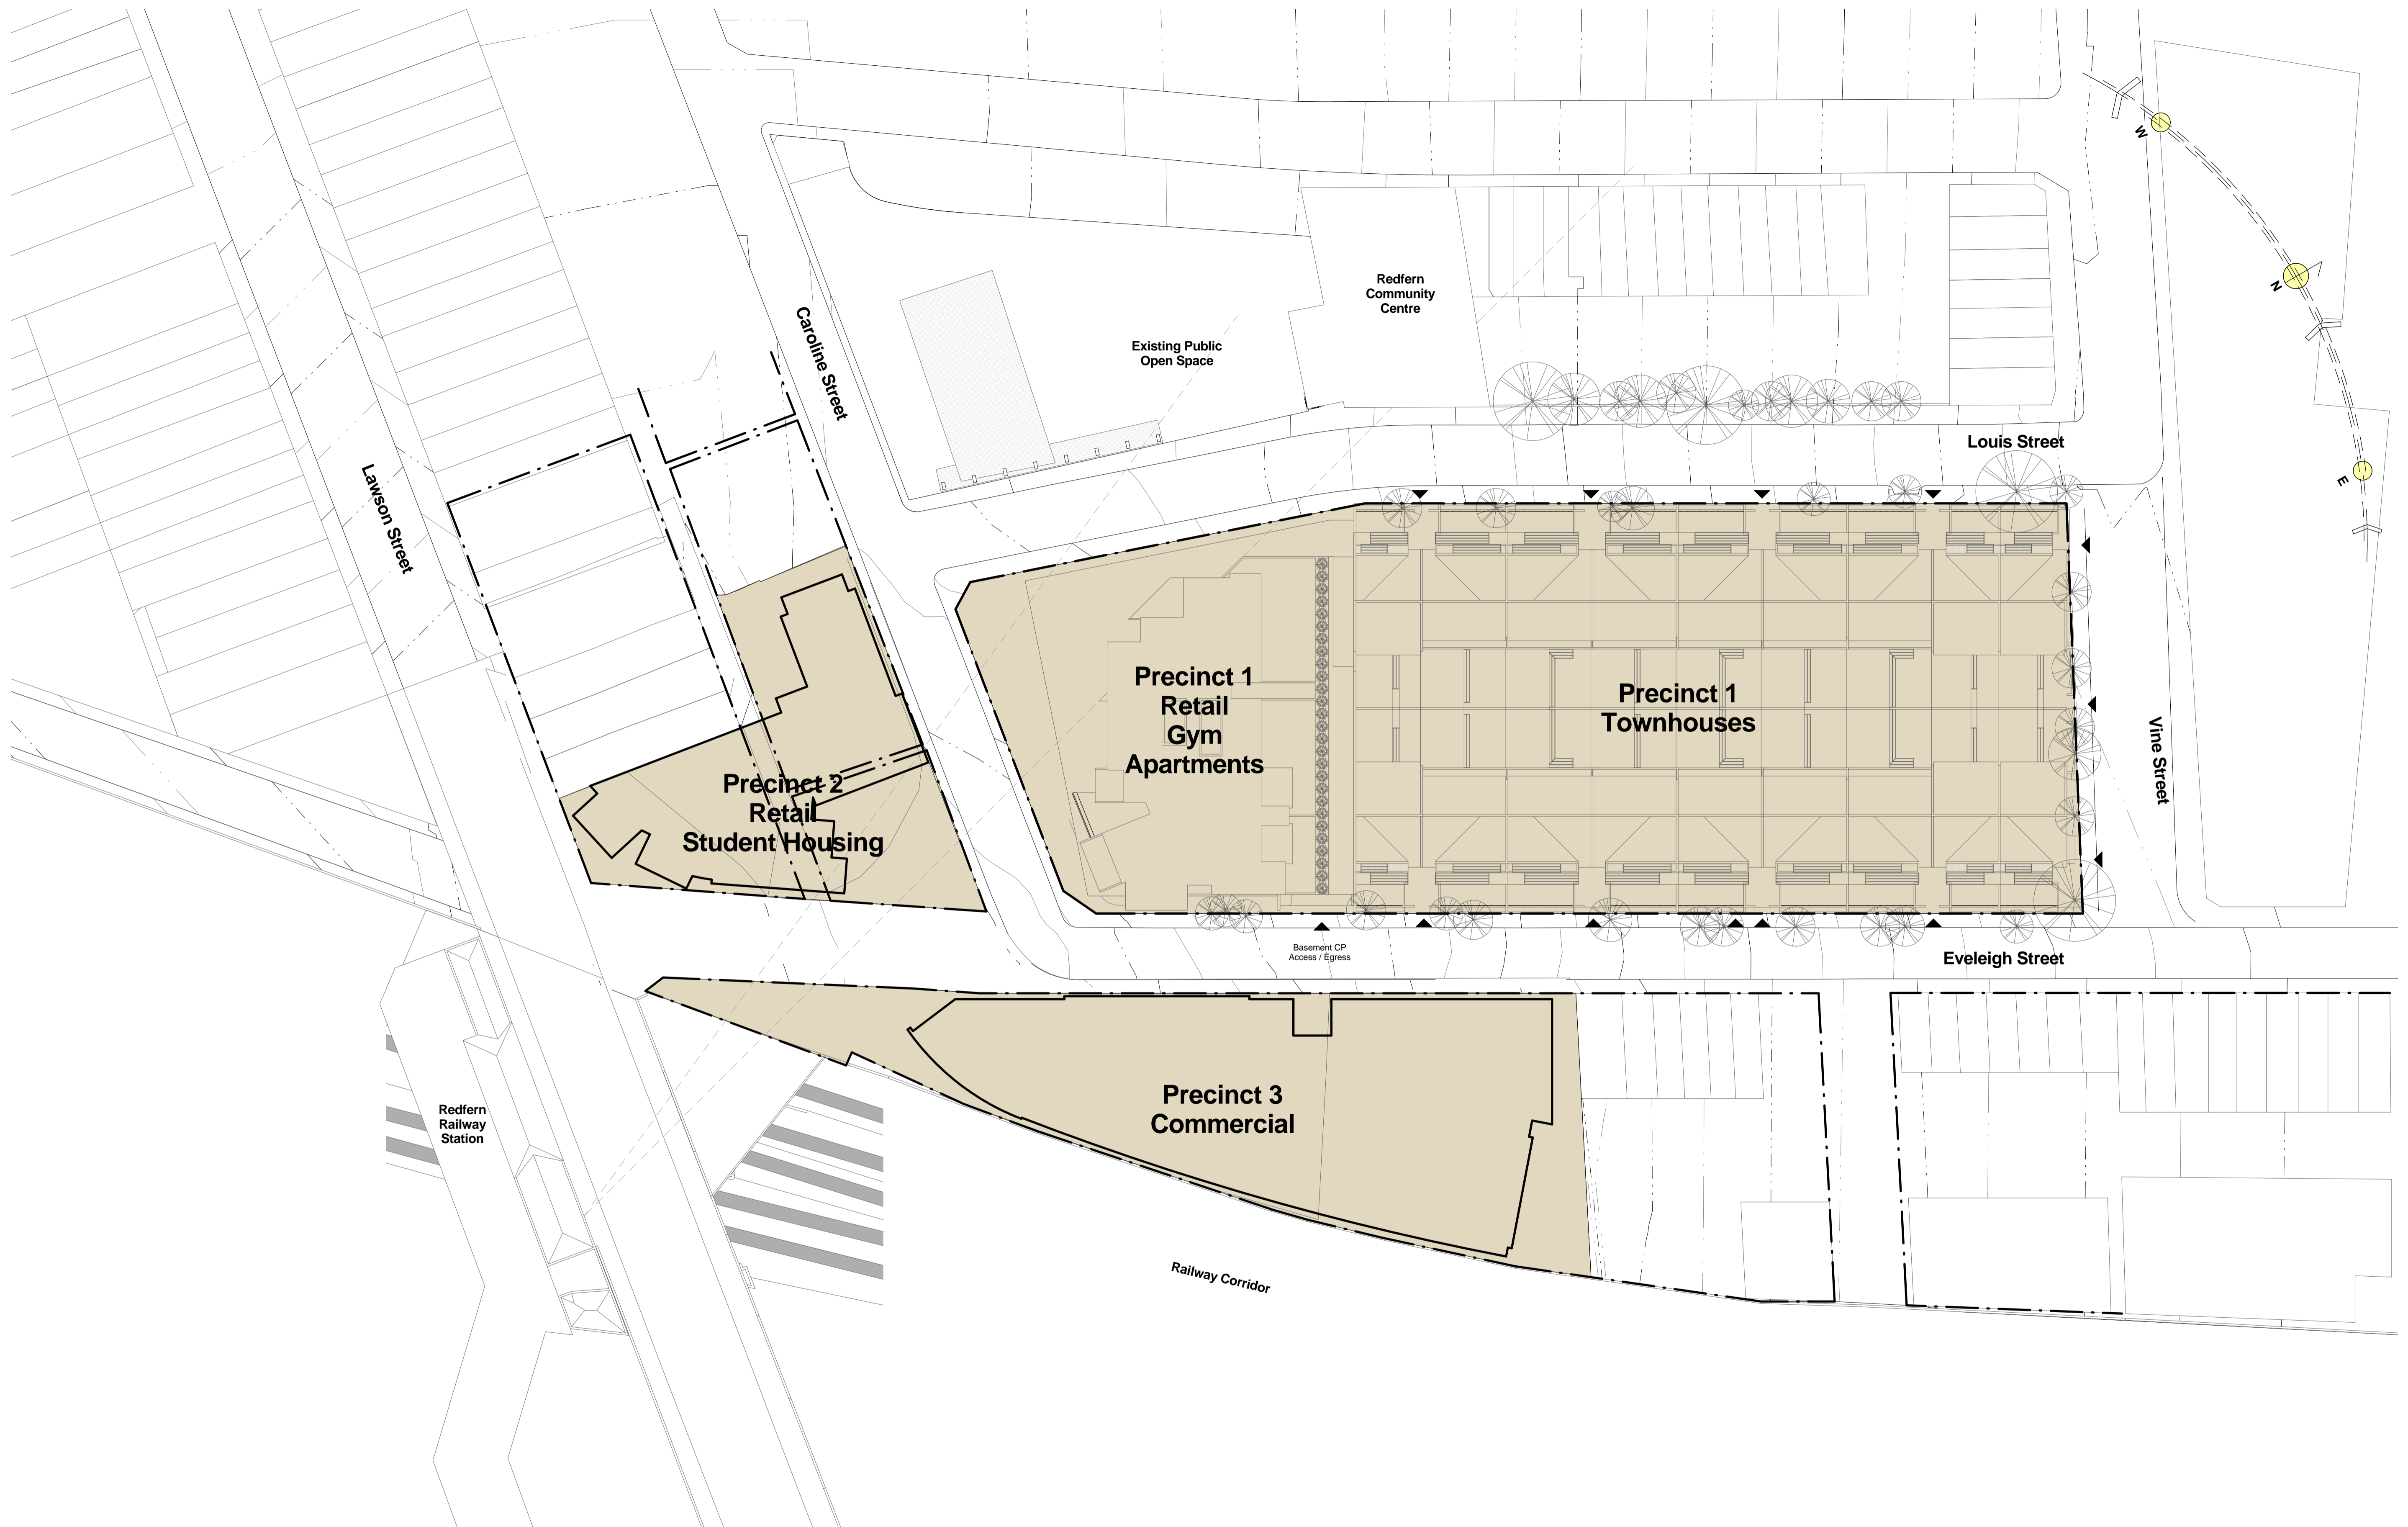 W
N
E
Redfern
Community
Centre
Existing Public
Open Space
Caroline Street
Louis Street
Lawson Street
Precinct 1
Retail
Gym
Apartments
Precinct 1
Townhouses
Vine Street
Precinct 2
Retail
Student Housing
Basement CP
Access / Egress
Eveleigh Street
Precinct 3
Commercial
Redfern
Railway
Station
Railway Corridor